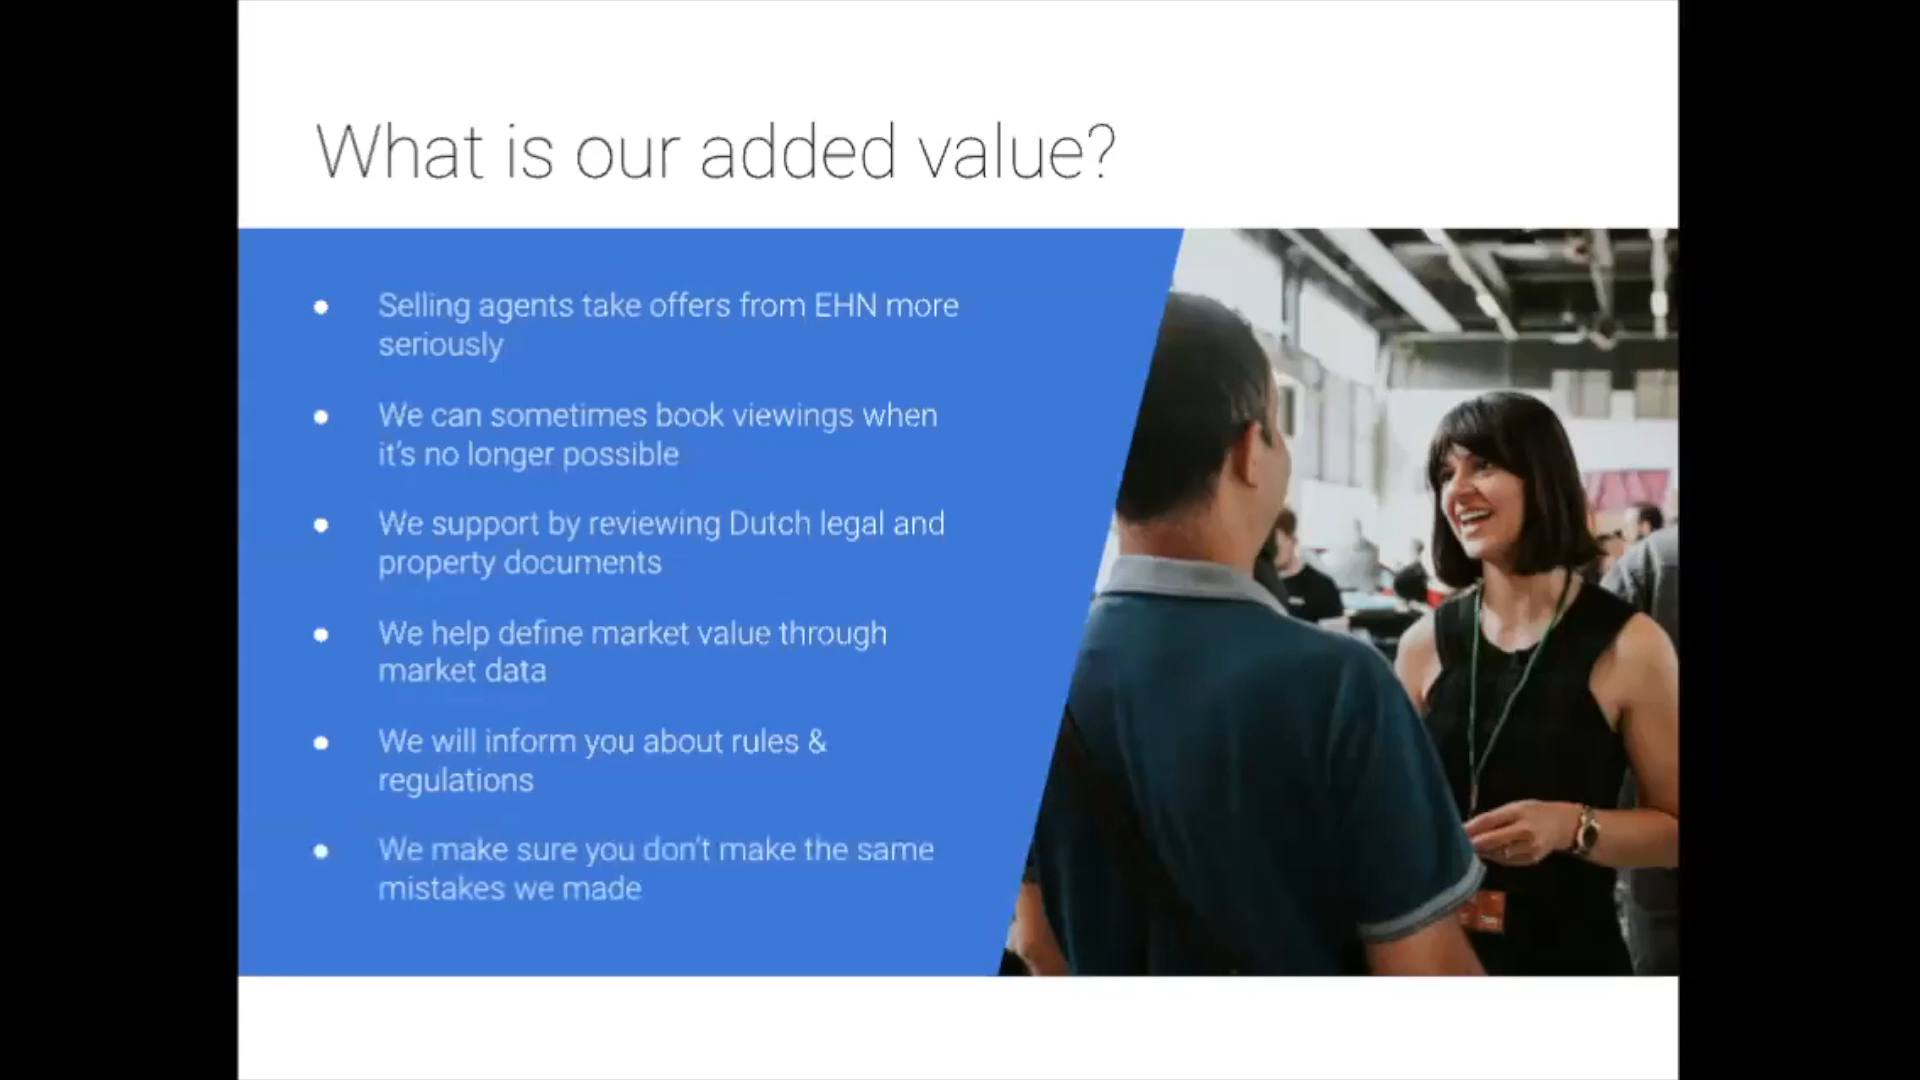 What is our added value?
Selling agents take offers from EHN more
seriously
We can sometimes book viewings when
it's no longer possible
We support by reviewing Dutch legal and
property documents
We help define market value through
market data
We will inform you about rules &
regulations
We make sure you don't make the same
mistakes we made